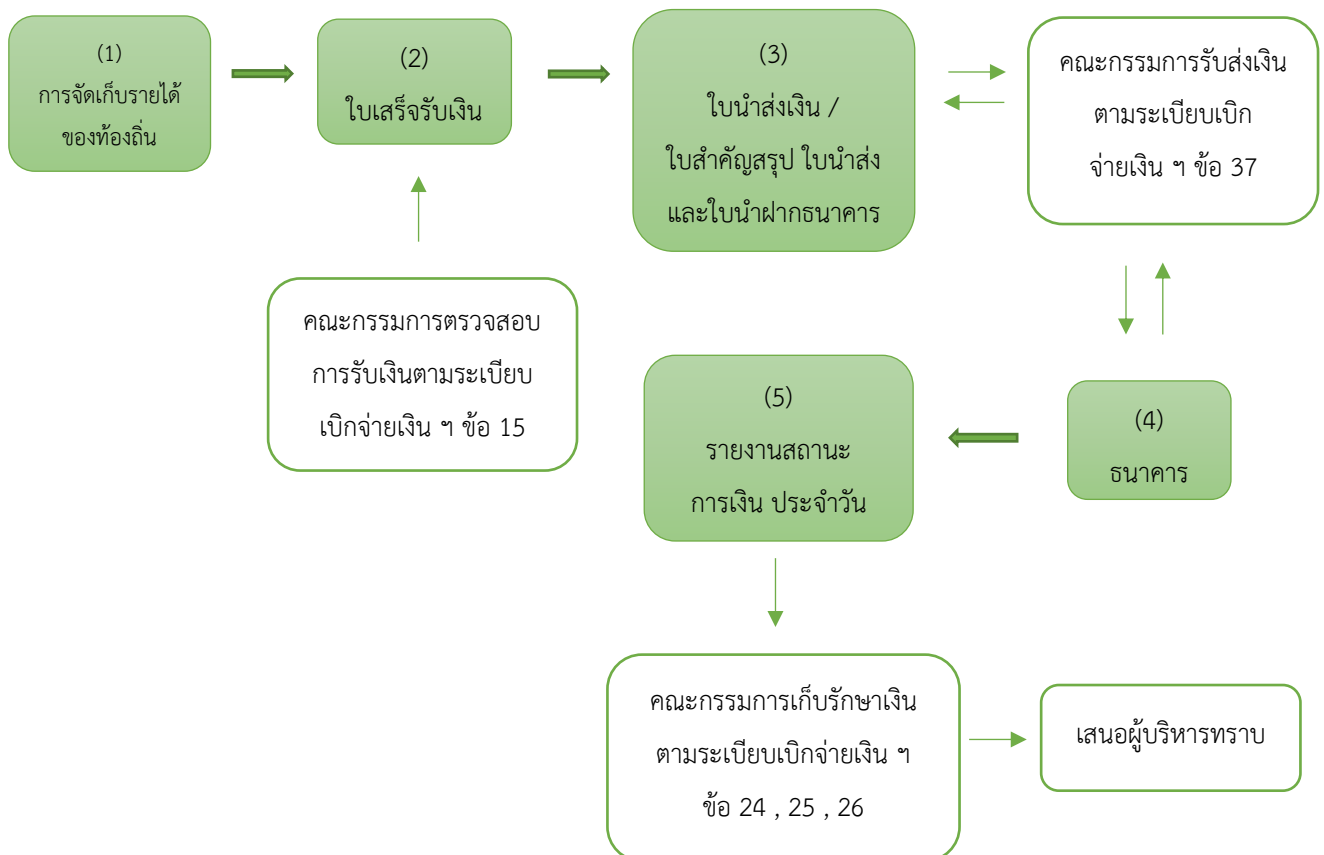 (1)
การจัดเก็บรายได้
ของท้องถิ่น
(2)
ใบเสร็จรับเงิน
(3)
ใบนำส่งเงิน /
ใบสำคัญสรุป ใบนำส่ง
และใบนำฝากธนาคาร
คณะกรรมการรับส่งเงิน
ตามระเบียบเบิก
จ่ายเงิน ฯ ข้อ 37
คณะกรรมการตรวจสอบ
การรับเงินตามระเบียบ
เบิกจ่ายเงิน ฯ ข้อ 15
(5)
รายงานสถานะ
การเงิน ประจำวัน
(4)
ธนาคาร
คณะกรรมการเก็บรักษาเงิน
ตามระเบียบเบิกจ่ายเงิน ฯ
ข้อ 24 , 25 , 26
เสนอผู้บริหารทราบ